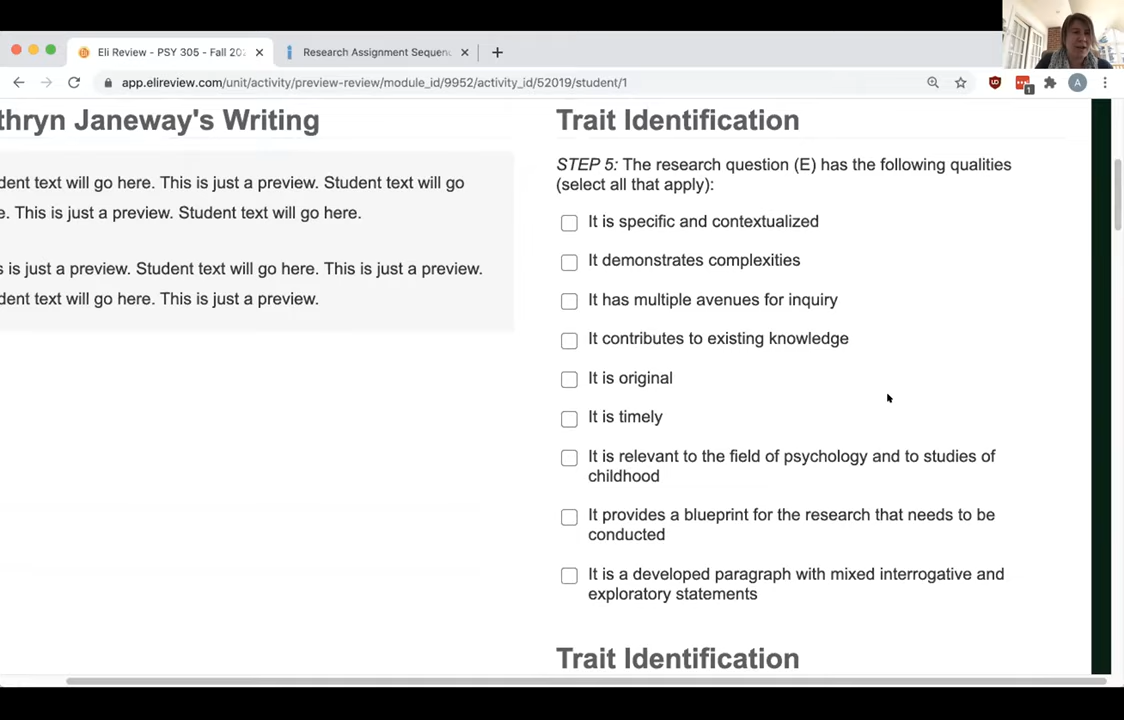 Eli Review - PSY 305 - Fall 202
Research Assignment Sequenc
app.elireview.com/unit/activity/preview-review/module_id/9952/activity_id/52019/student/1
1
A
thryn Janeway's Writing
dent text will go here. This is just a preview. Student text will go
e. This is just a preview. Student text will go here.
s is just a preview. Student text will go here. This is just a preview.
dent text will go here. This is just a preview.
Trait Identification
STEP 5: The research question (E) has the following qualities
(select all that apply):
It is specific and contextualized
It demonstrates complexities
It has multiple avenues for inquiry
It contributes to existing knowledge
It is original
It is timely
It is relevant to the field of psychology and to studies of
childhood
It provides a blueprint for the research that needs to be
conducted
It is a developed paragraph with mixed interrogative and
exploratory statements
Trait Identification